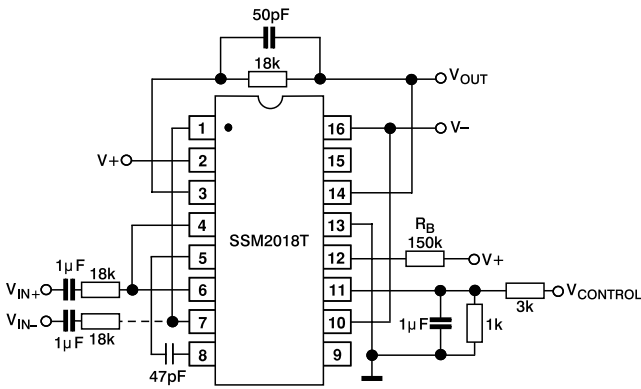 50pF
18k
VOUT
1
16
V-
V+
2
15
3
14
4
13
SSM2018T
RB
150k
5
12
V+
1µF
18k
VIN+
6
11
VCONTROL
3k
VIN-
7
10
1µF
1k
1µF
18k
8
9
47pF